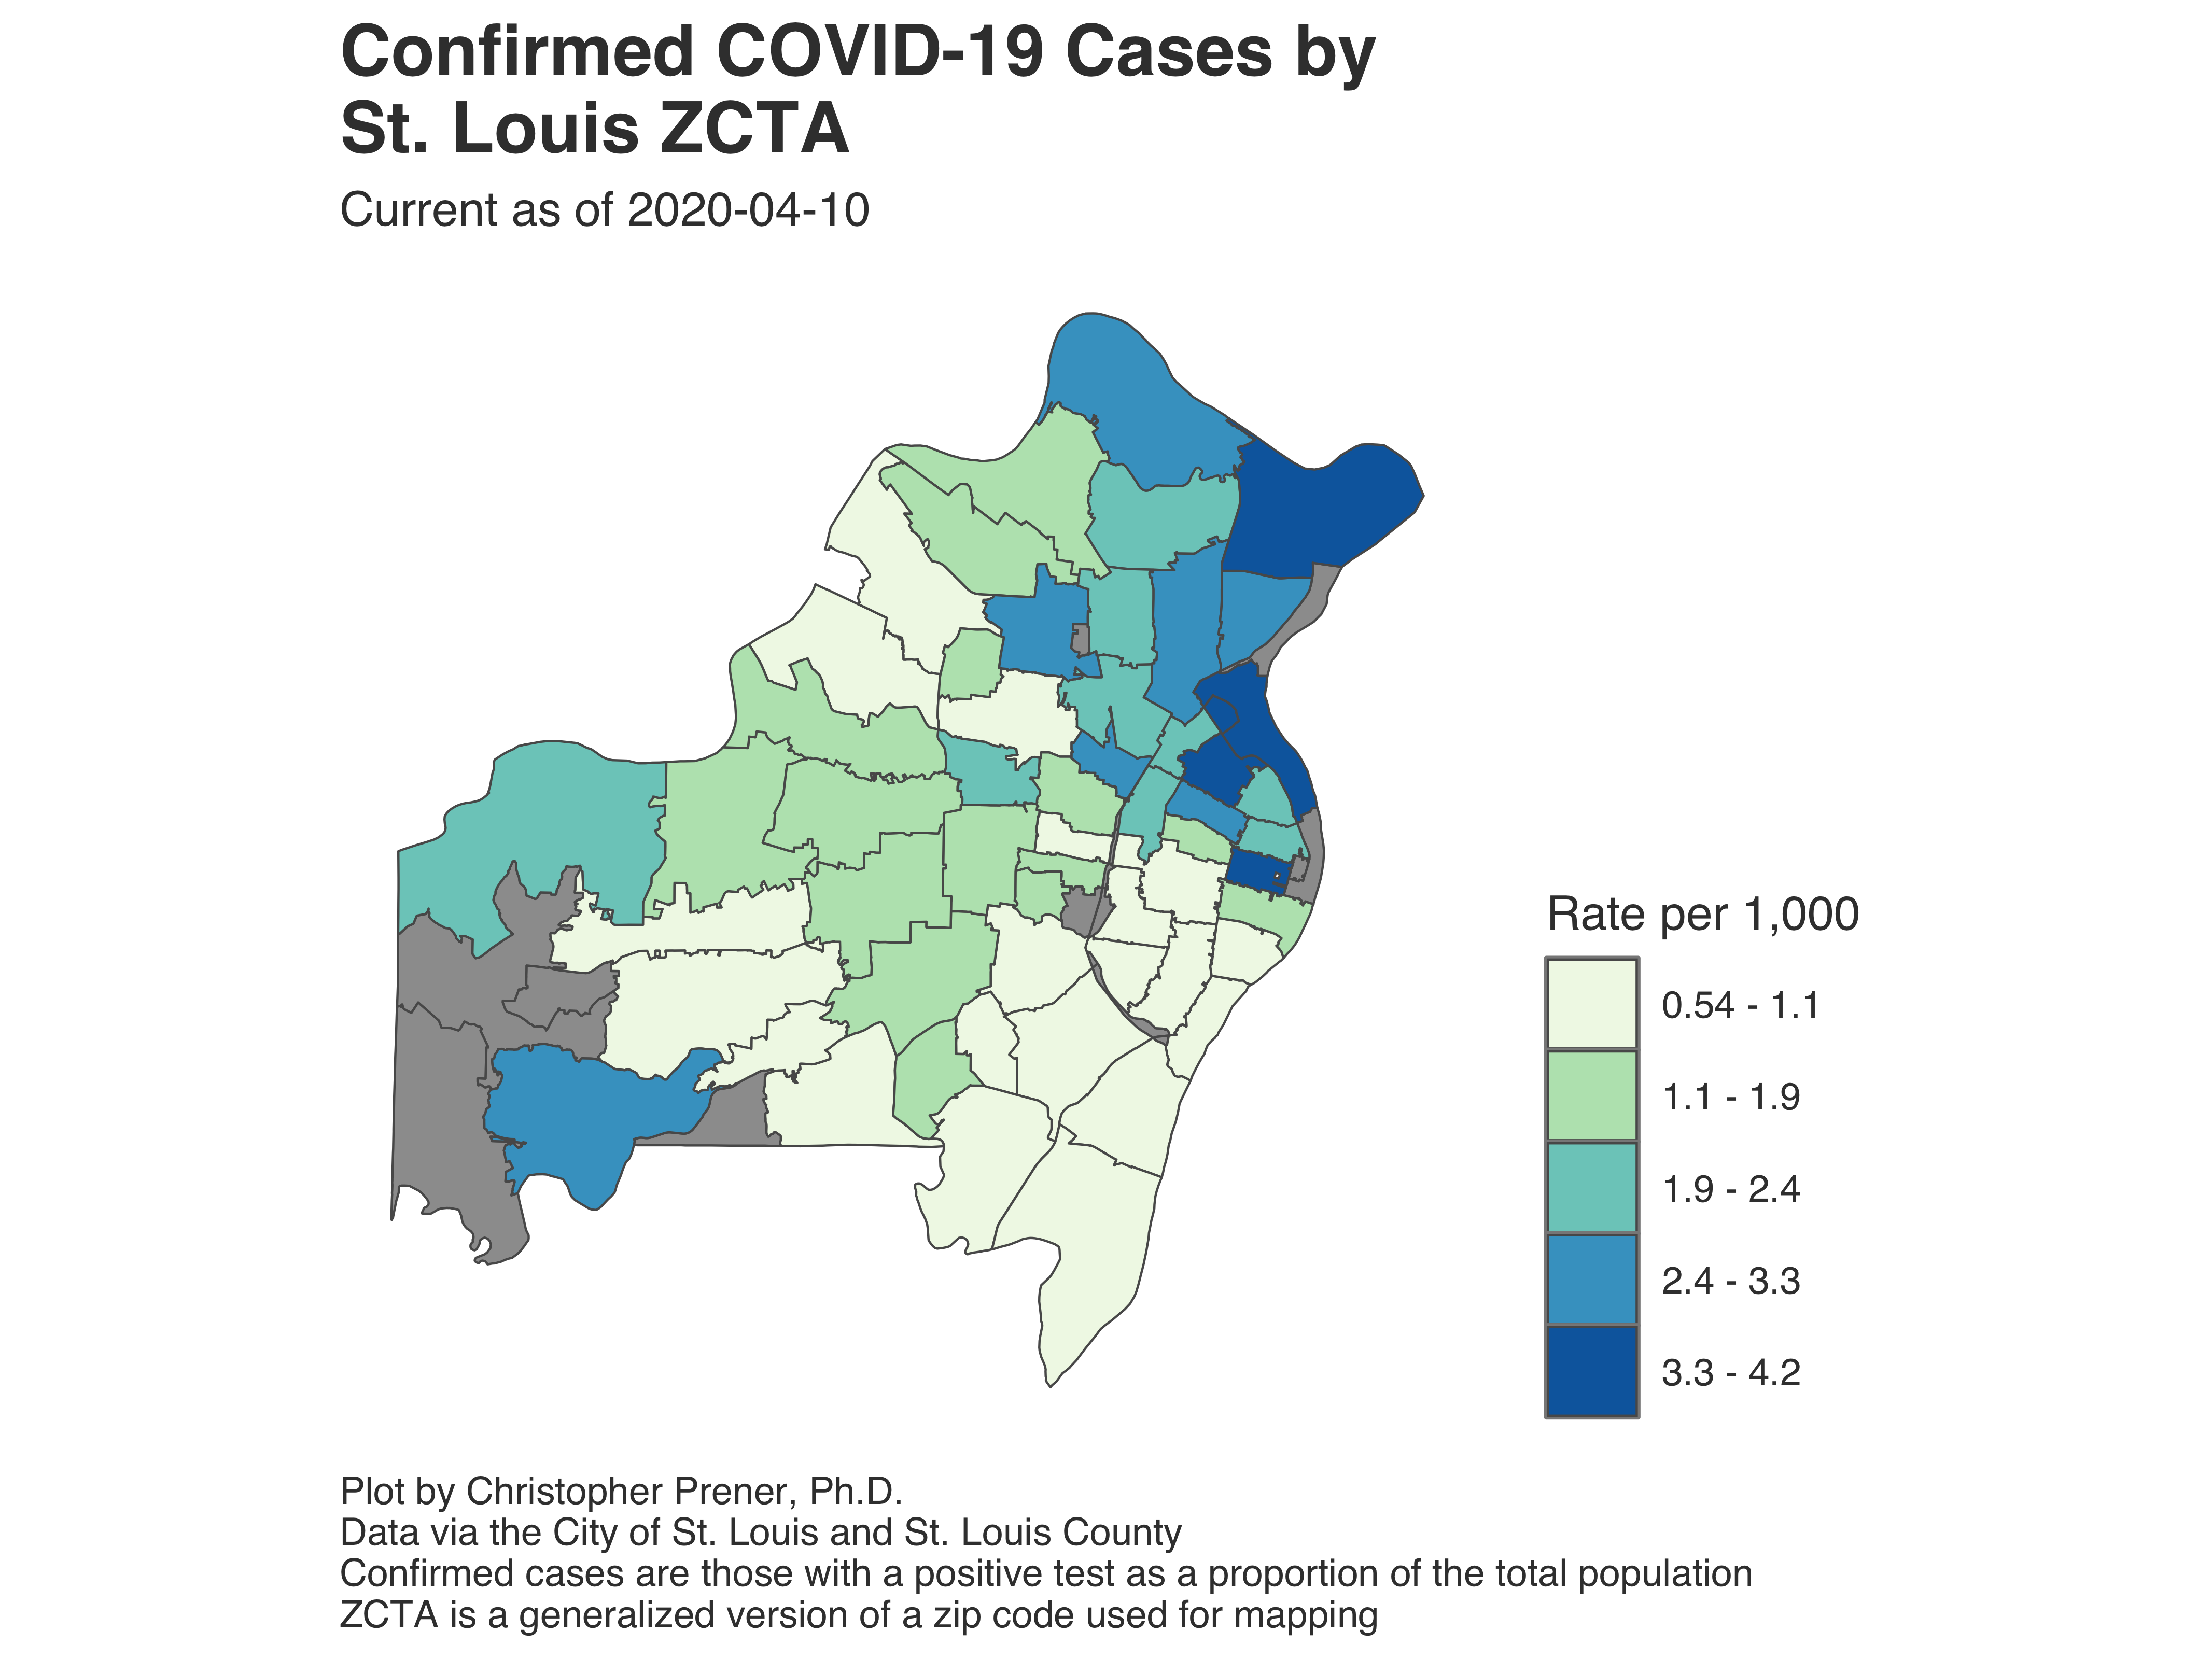 Confirmed COVID-19 Cases by
St. Louis ZCTA
Current as of 2020-04-10
Rate per 1,000
0.54 - 1.1
1.1 - 1.9
1.9 - 2.4
2.4 - 3.3
3.3 - 4.2
Plot by Christopher Prener, Ph.D.
Data via the City of St. Louis and St. Louis County
Confirmed cases are those with a positive test as a proportion of the total population
ZCTA is a generalized version of a zip code used for mapping